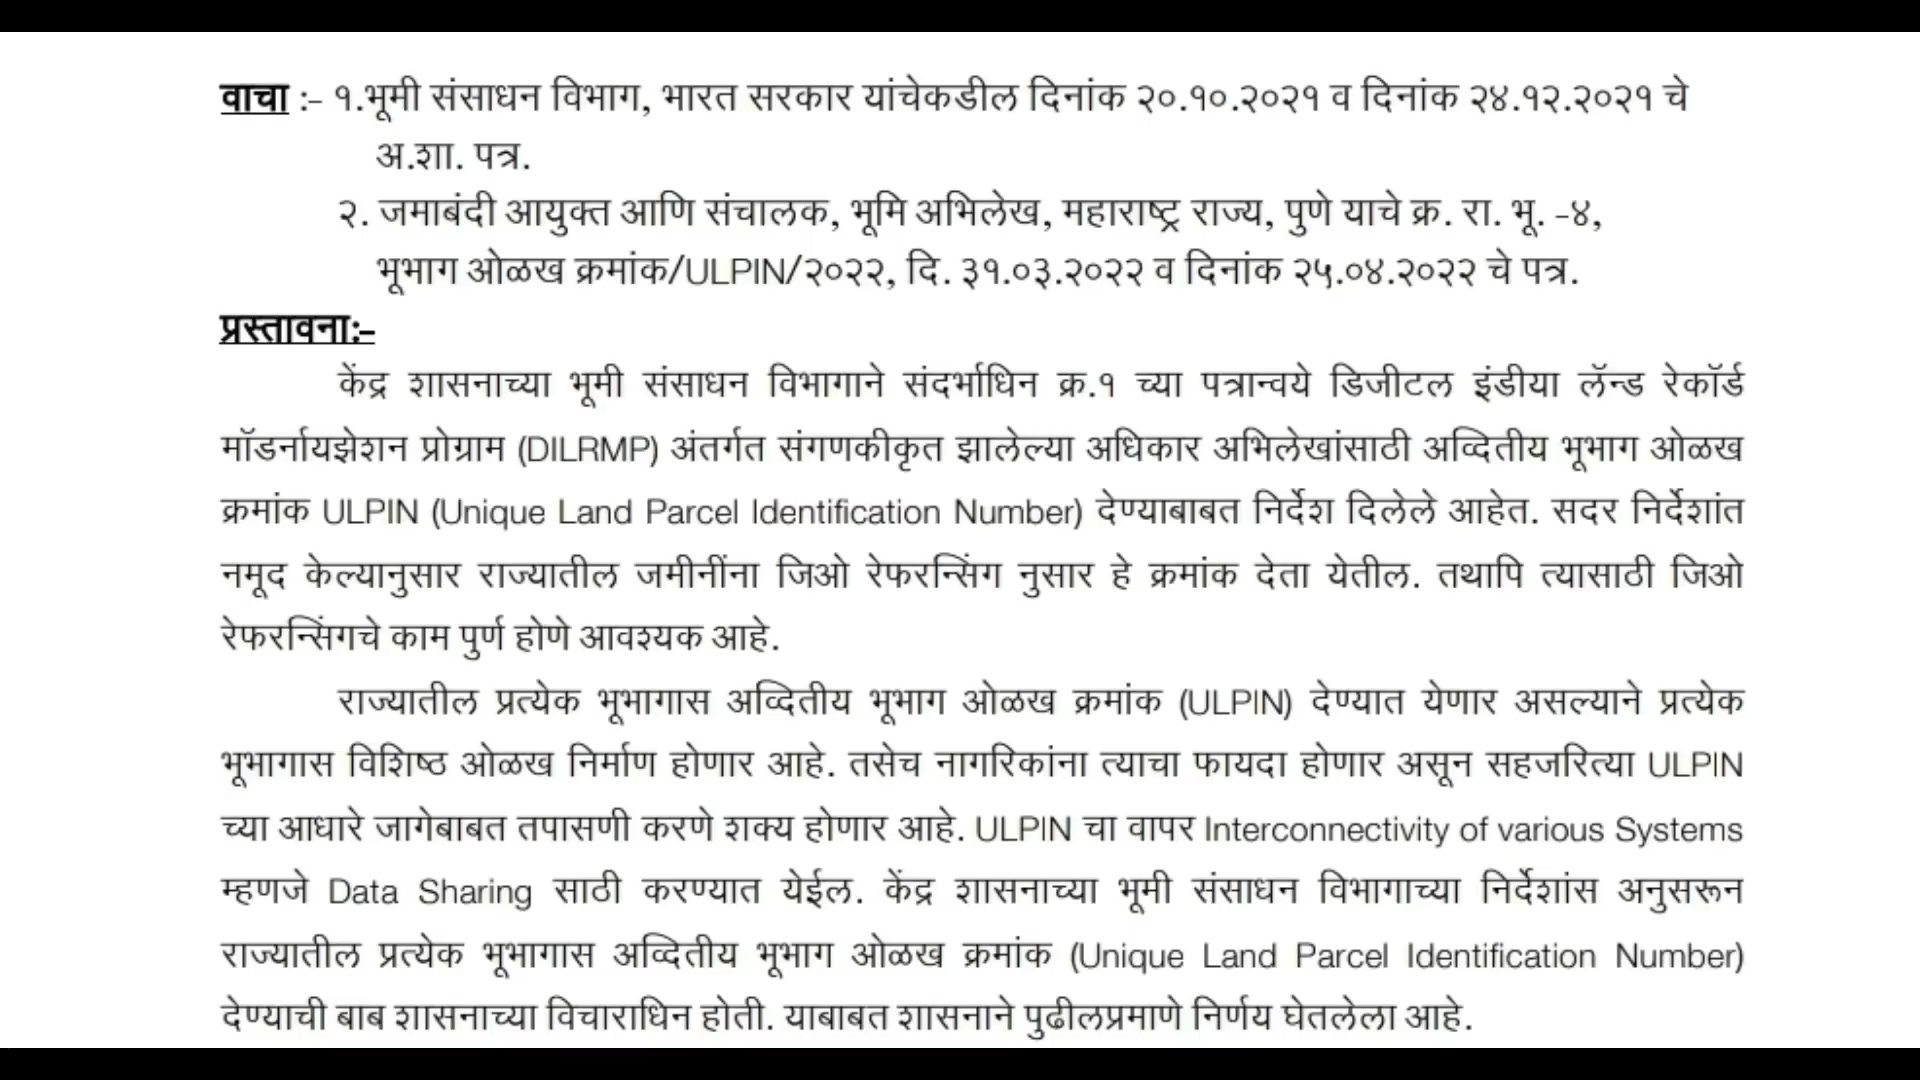 वाचा :- १.भूमी संसाधन विभाग, भारत सरकार यांचेकडील दिनांक २०.१०.२०२१ व दिनांक २४.१२.२०२१ चे
अ.शा. पत्र.
२. जमाबंदी आयुक्त आणि संचालक, भूमि अभिलेख, महाराष्ट्र राज्य, पुणे याचे क्र. रा. भू. -४,
भूभाग ओळख क्रमांक/ULPIN/२०२२, दि. ३१.०३.२०२२ व दिनांक २५.०४.२०२२ चे पत्र.
प्रस्तावना:-
केंद्र शासनाच्या भूमी संसाधन विभागाने संदर्भाधिन क्र.१ च्या पत्रान्वये डिजीटल इंडीया लॅन्ड रेकॉर्ड
मॉडर्नायझेशन प्रोग्राम (DILRMP) अंतर्गत संगणकीकृत झालेल्या अधिकार अभिलेखांसाठी अव्दितीय भूभाग ओळख
क्रमांक ULPIN (Unique Land Parcel Identification Number) देण्याबाबत निर्देश दिलेले आहेत. सदर निर्देशांत
नमूद केल्यानुसार राज्यातील जमीनींना जिओ रेफरन्सिंग नुसार हे क्रमांक देता येतील. तथापि त्यासाठी जिओ
रेफरन्सिंगचे काम पुर्ण होणे आवश्यक आहे.
राज्यातील प्रत्येक भूभागास अव्दितीय भूभाग ओळख क्रमांक (ULPIN) देण्यात येणार असल्याने प्रत्येक
भूभागास विशिष्ठ ओळख निर्माण होणार आहे. तसेच नागरिकांना त्याचा फायदा होणार असून सहजरित्या ULPIN
च्या आधारे जागेबाबत तपासणी करणे शक्य होणार आहे. ULPIN चा वापर Interconnectivity of various Systems
म्हणजे Data Sharing साठी करण्यात येईल. केंद्र शासनाच्या भूमी संसाधन विभागाच्या निर्देशांस अनुसरून
राज्यातील प्रत्येक भूभागास अव्दितीय भूभाग ओळख क्रमांक (Unique Land Parcel Identification Number)
देण्याची बाब शासनाच्या विचाराधिन होती. याबाबत शासनाने पुढीलप्रमाणे निर्णय घेतलेला आहे.